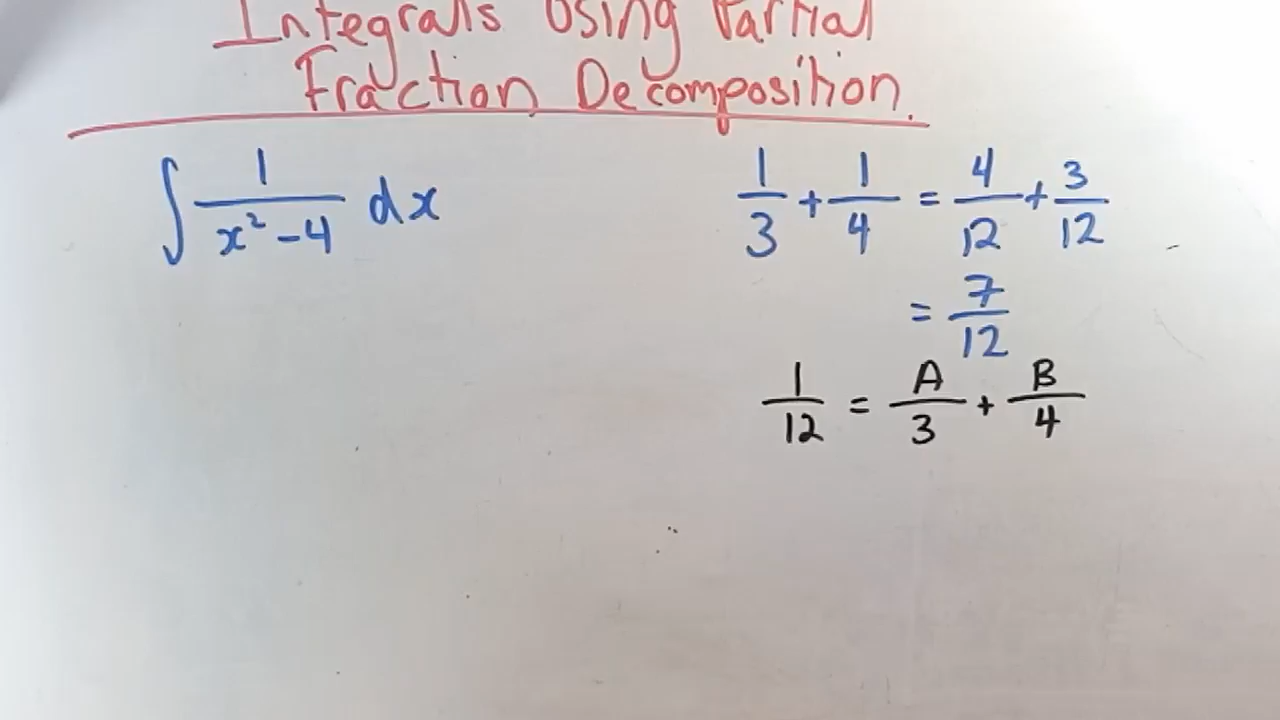 Integrals Using Partial
Fraction Decomposition.
∫ 1/(x² - 4) dx
1/3 + 1/4 = 4/12 + 3/12
= 7/12
1/12 = A/3 + B/4